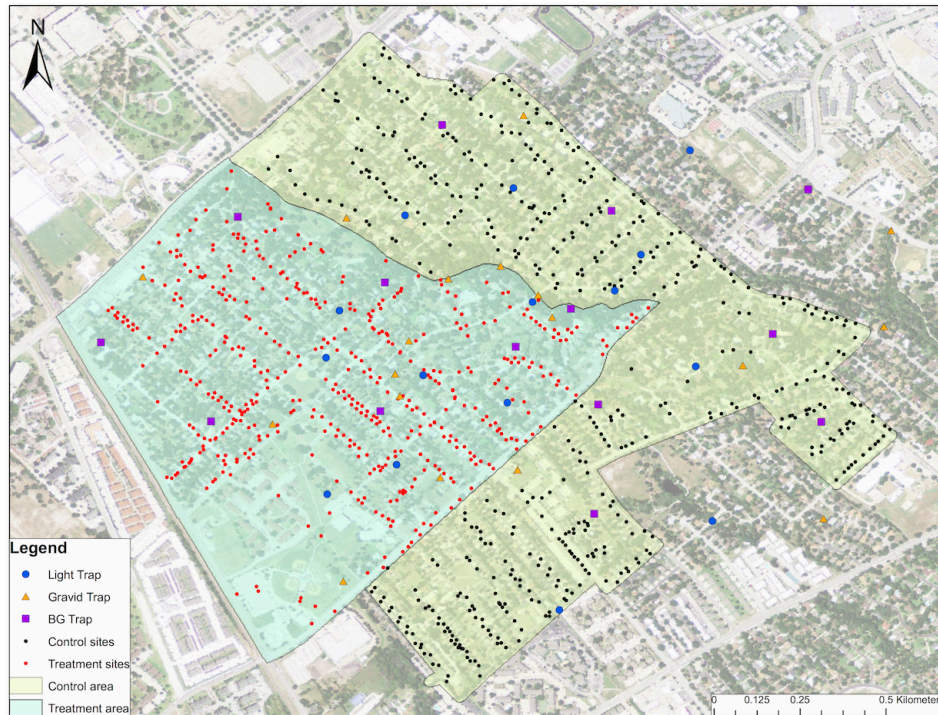 N
Legend
Light Trap
Gravid Trap
BG Trap
Control sites
Treatment sites
Control area
Treatment area
0 0.125 0.25 0.5 Kilometer